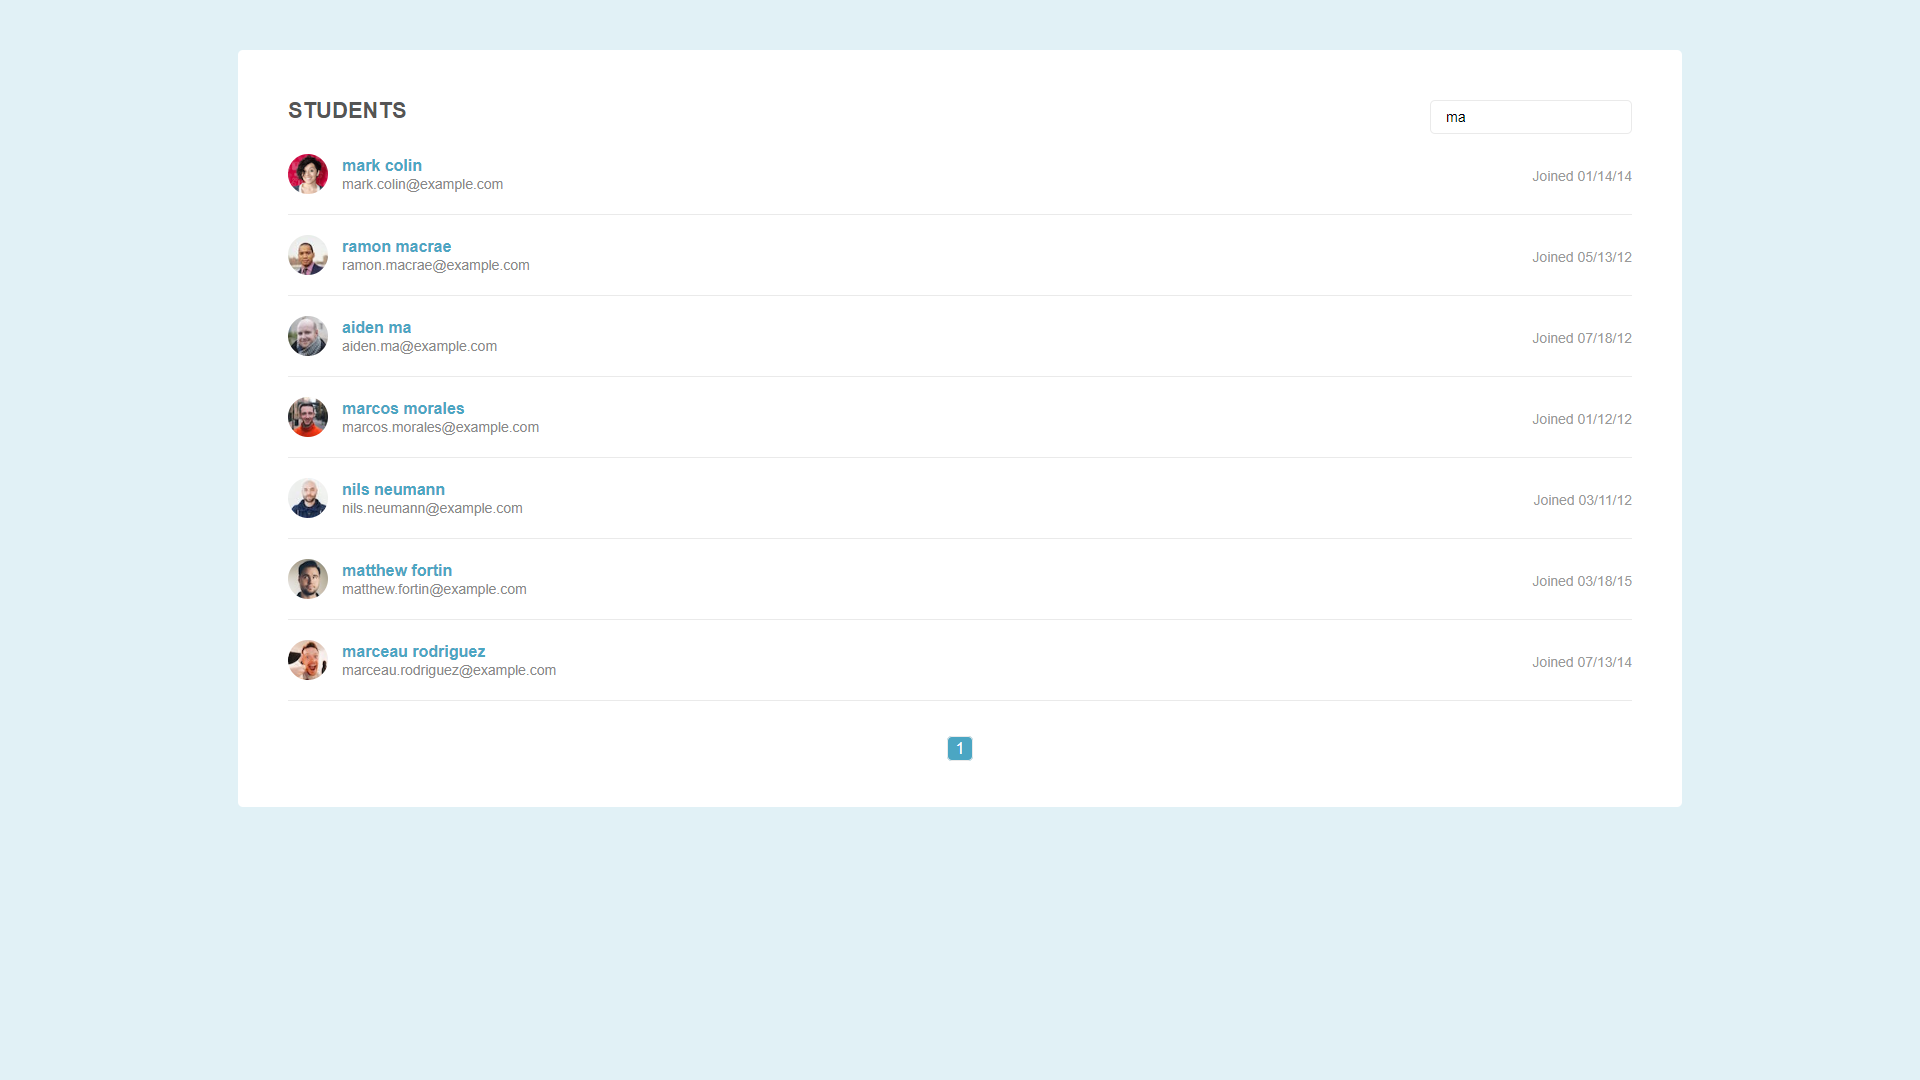 STUDENTS
ma
mark colin
mark.colin@example.com
Joined 01/14/14
ramon macrae
ramon.macrae@example.com
Joined 05/13/12
aiden ma
aiden.ma@example.com
Joined 07/18/12
marcos morales
marcos.morales@example.com
Joined 01/12/12
nils neumann
nils.neumann@example.com
Joined 03/11/12
matthew fortin
matthew.fortin@example.com
Joined 03/18/15
marceau rodriguez
marceau.rodriguez@example.com
Joined 07/13/14
1